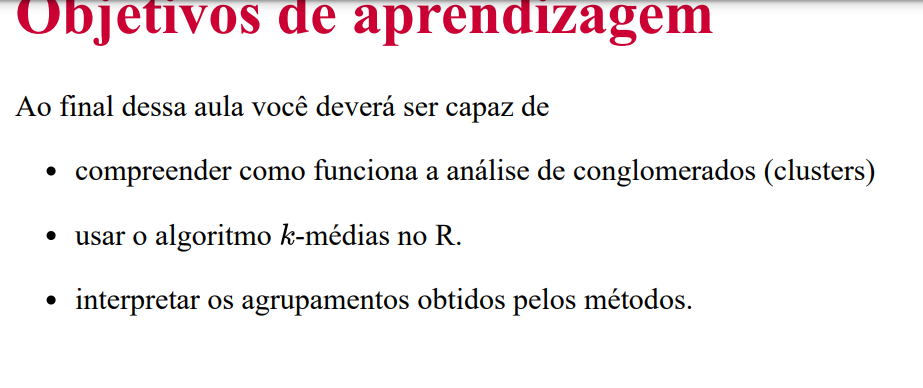 Objetivos de aprendizagem
Ao final dessa aula você deverá ser capaz de
• compreender como funciona a análise de conglomerados (clusters)
• usar o algoritmo k-médias no R.
• interpretar os agrupamentos obtidos pelos métodos.